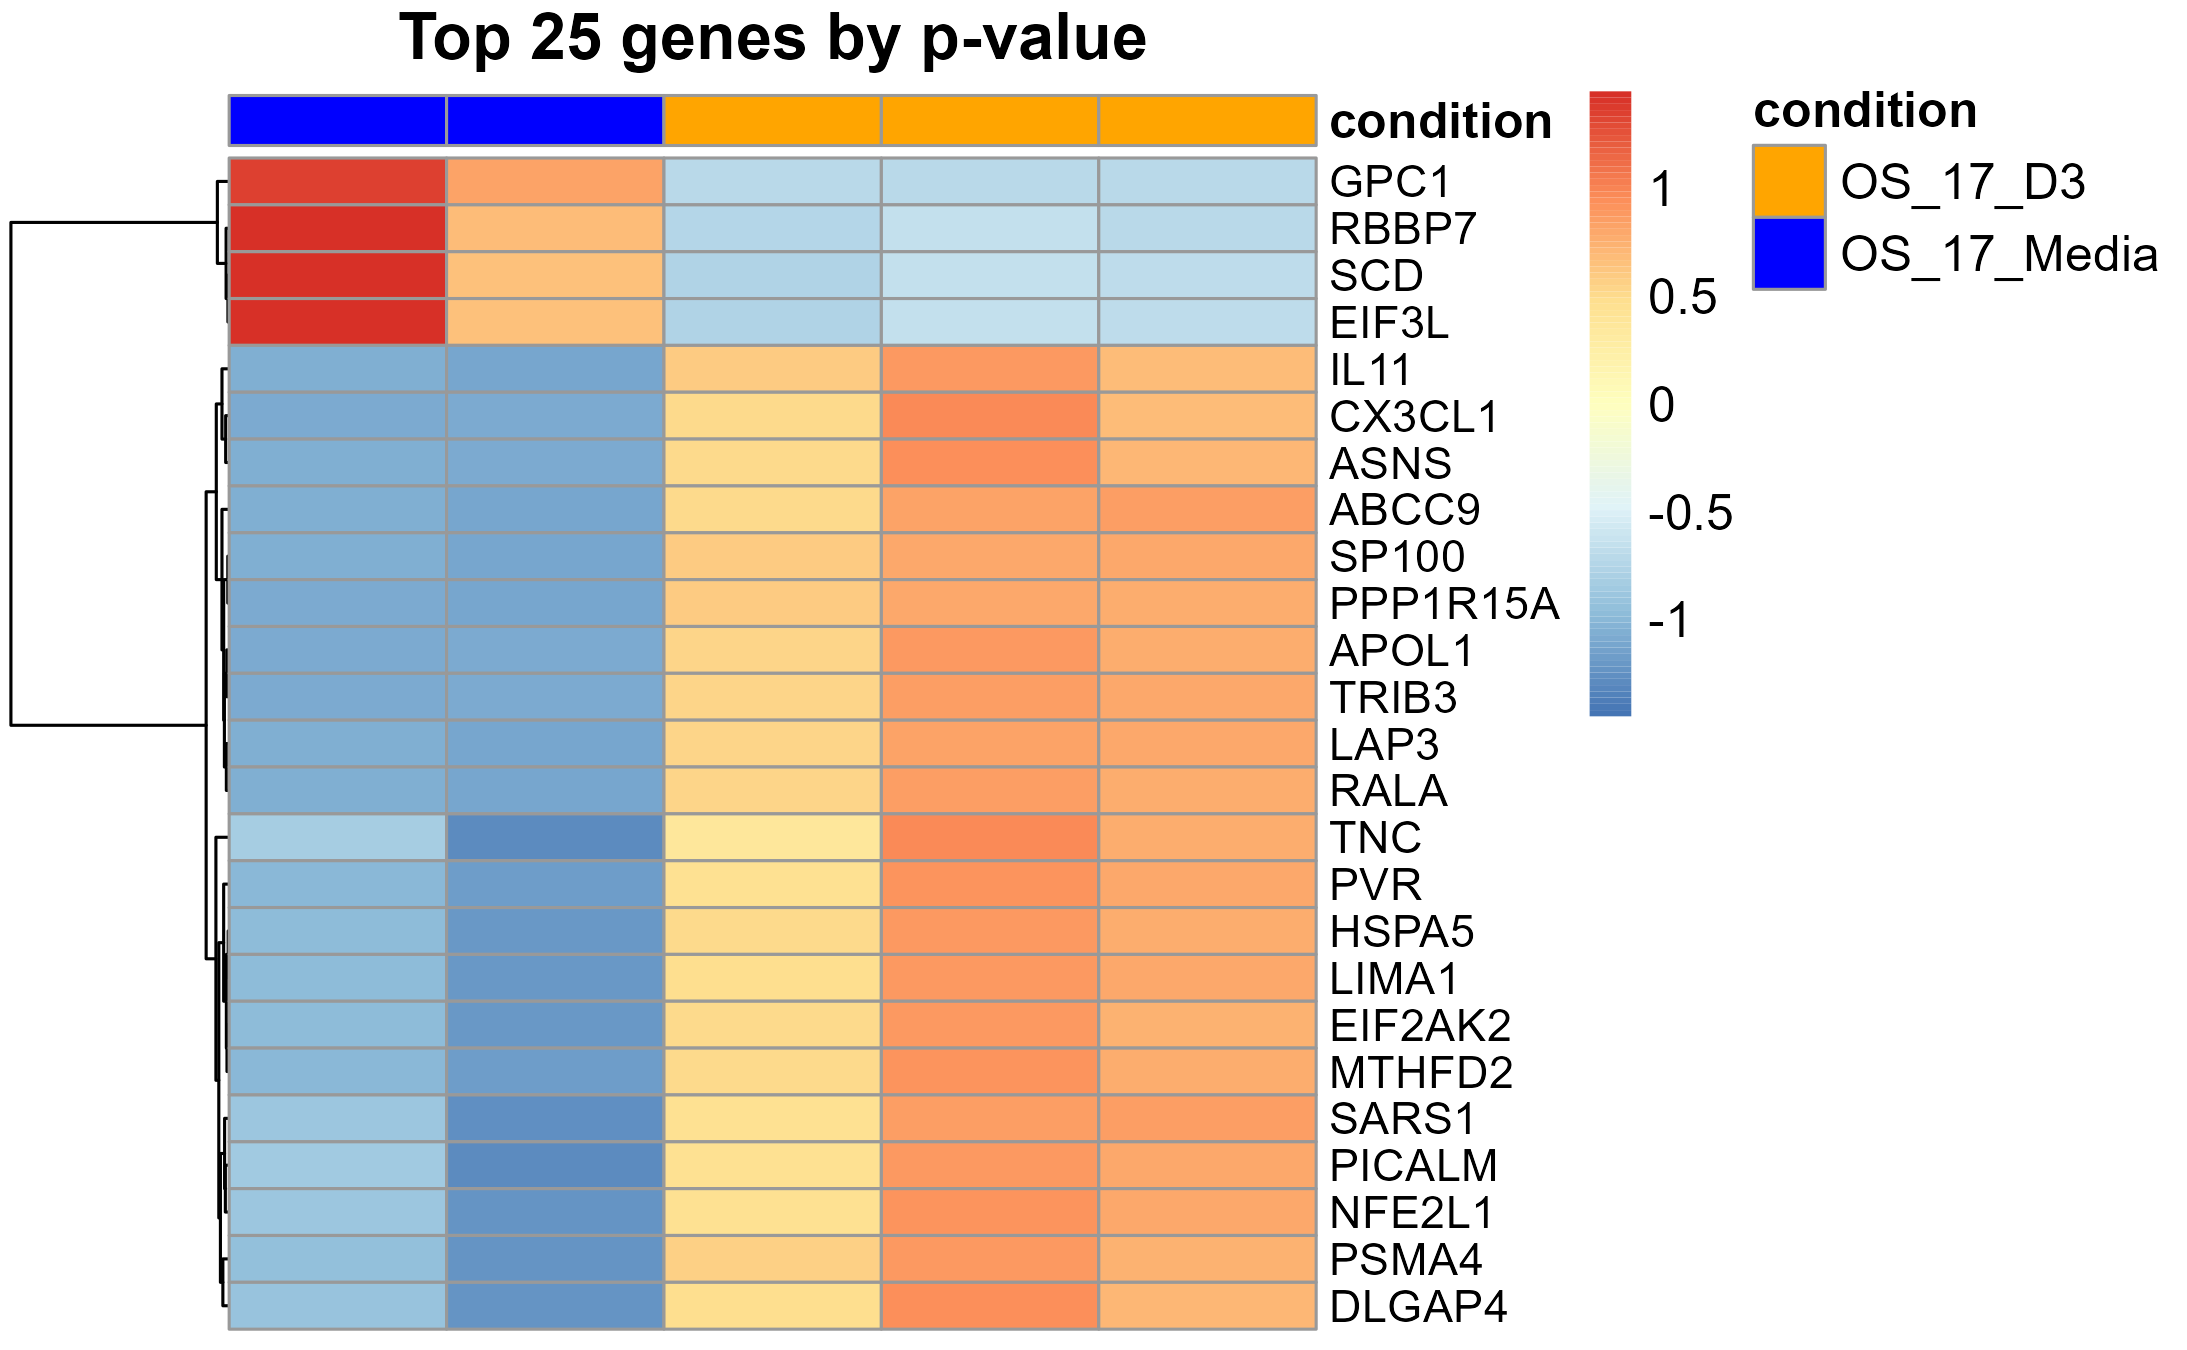 Top 25 genes by p-value
condition
GPC1
RBBP7
SCD
EIF3L
IL11
CX3CL1
ASNS
ABCC9
SP100
PPP1R15A
APOL1
TRIB3
LAP3
RALA
TNC
PVR
HSPA5
LIMA1
EIF2AK2
MTHFD2
SARS1
PICALM
NFE2L1
PSMA4
DLGAP4
1
0.5
0
-0.5
-1
condition
OS_17_D3
OS_17_Media